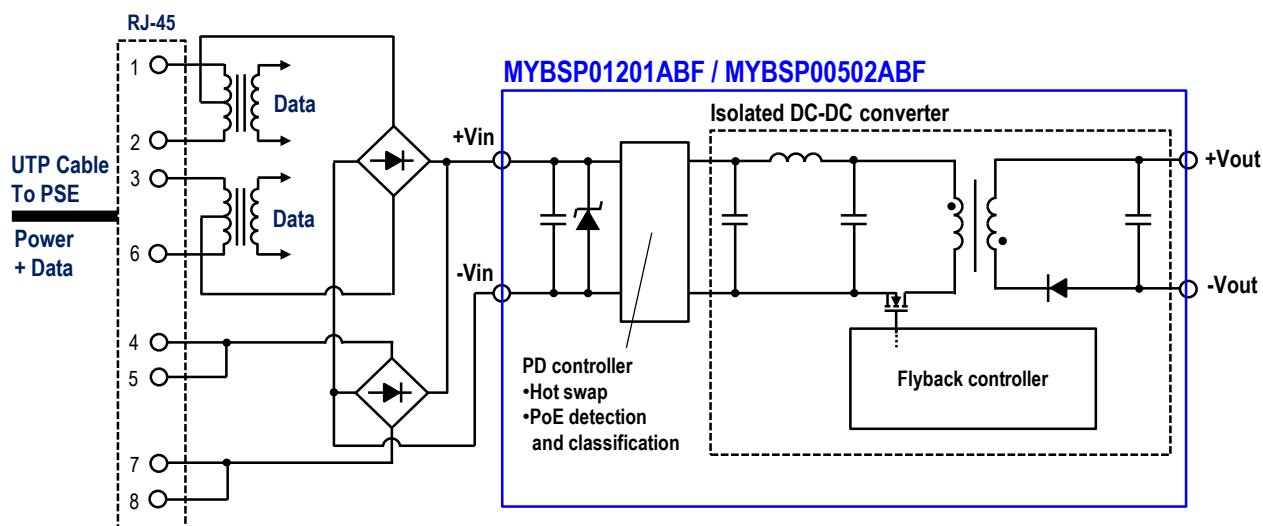 RJ-45
1
2
3
6
4
5
7
8
Data
Data
UTP Cable
To PSE
Power
+ Data
+Vin
-Vin
MYBSP01201ABF / MYBSP00502ABF
Isolated DC-DC converter
PD controller
•Hot swap
•PoE detection
and classification
Flyback controller
+Vout
-Vout